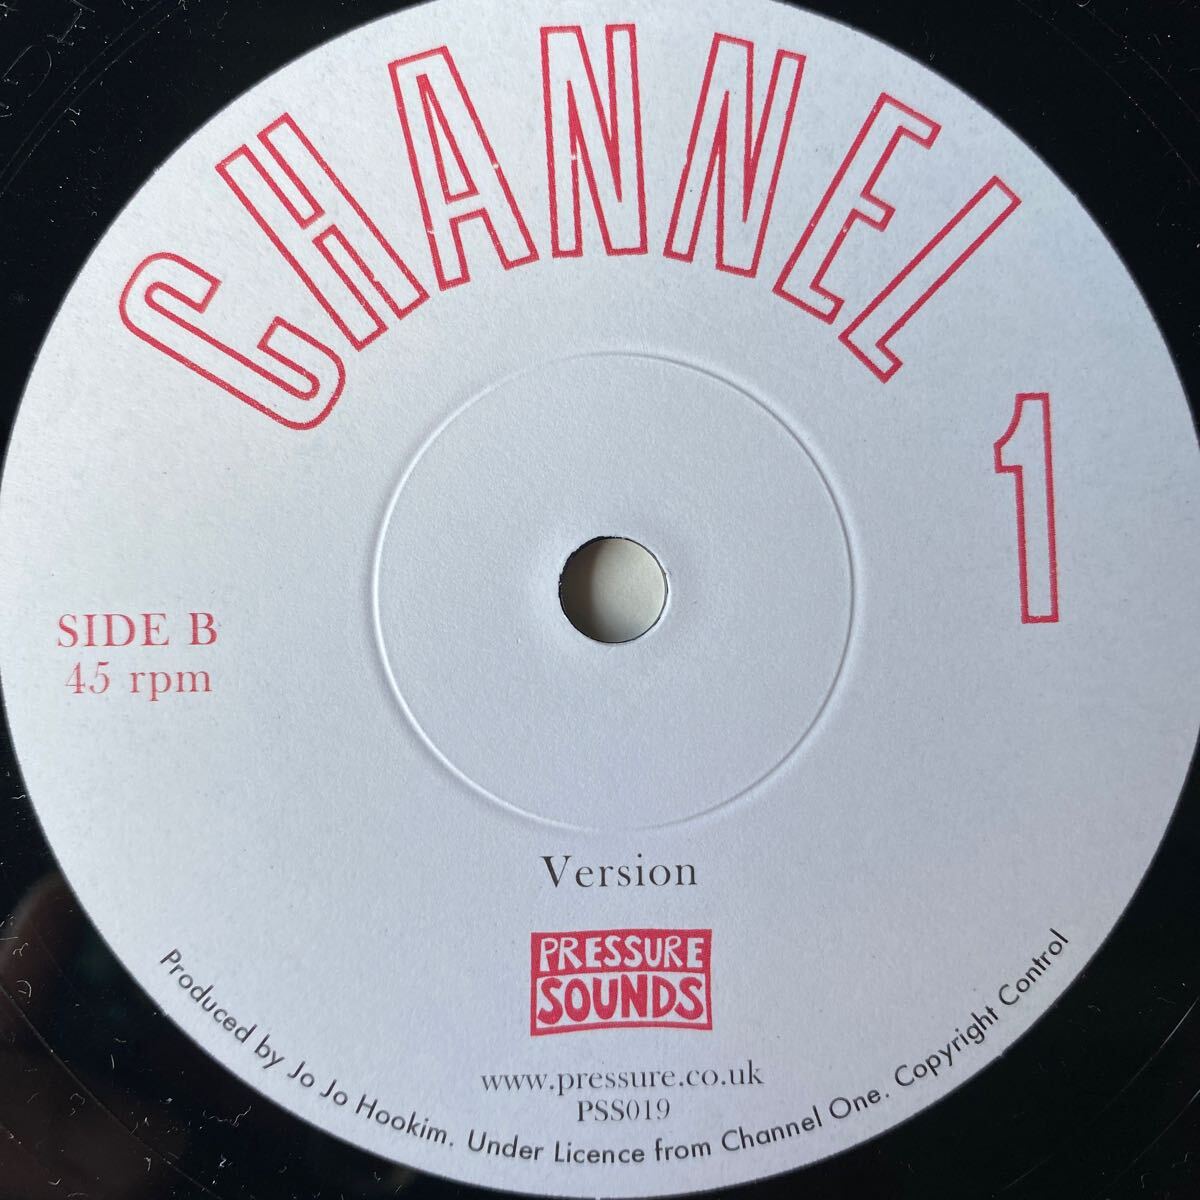 CHANNEL 1
SIDE B
45 rpm
Version
PRESSURE
SOUNDS
www.pressure.co.uk
PSS019
Produced by Jo Jo Hookim. Under Licence from Channel One. Copyright Control